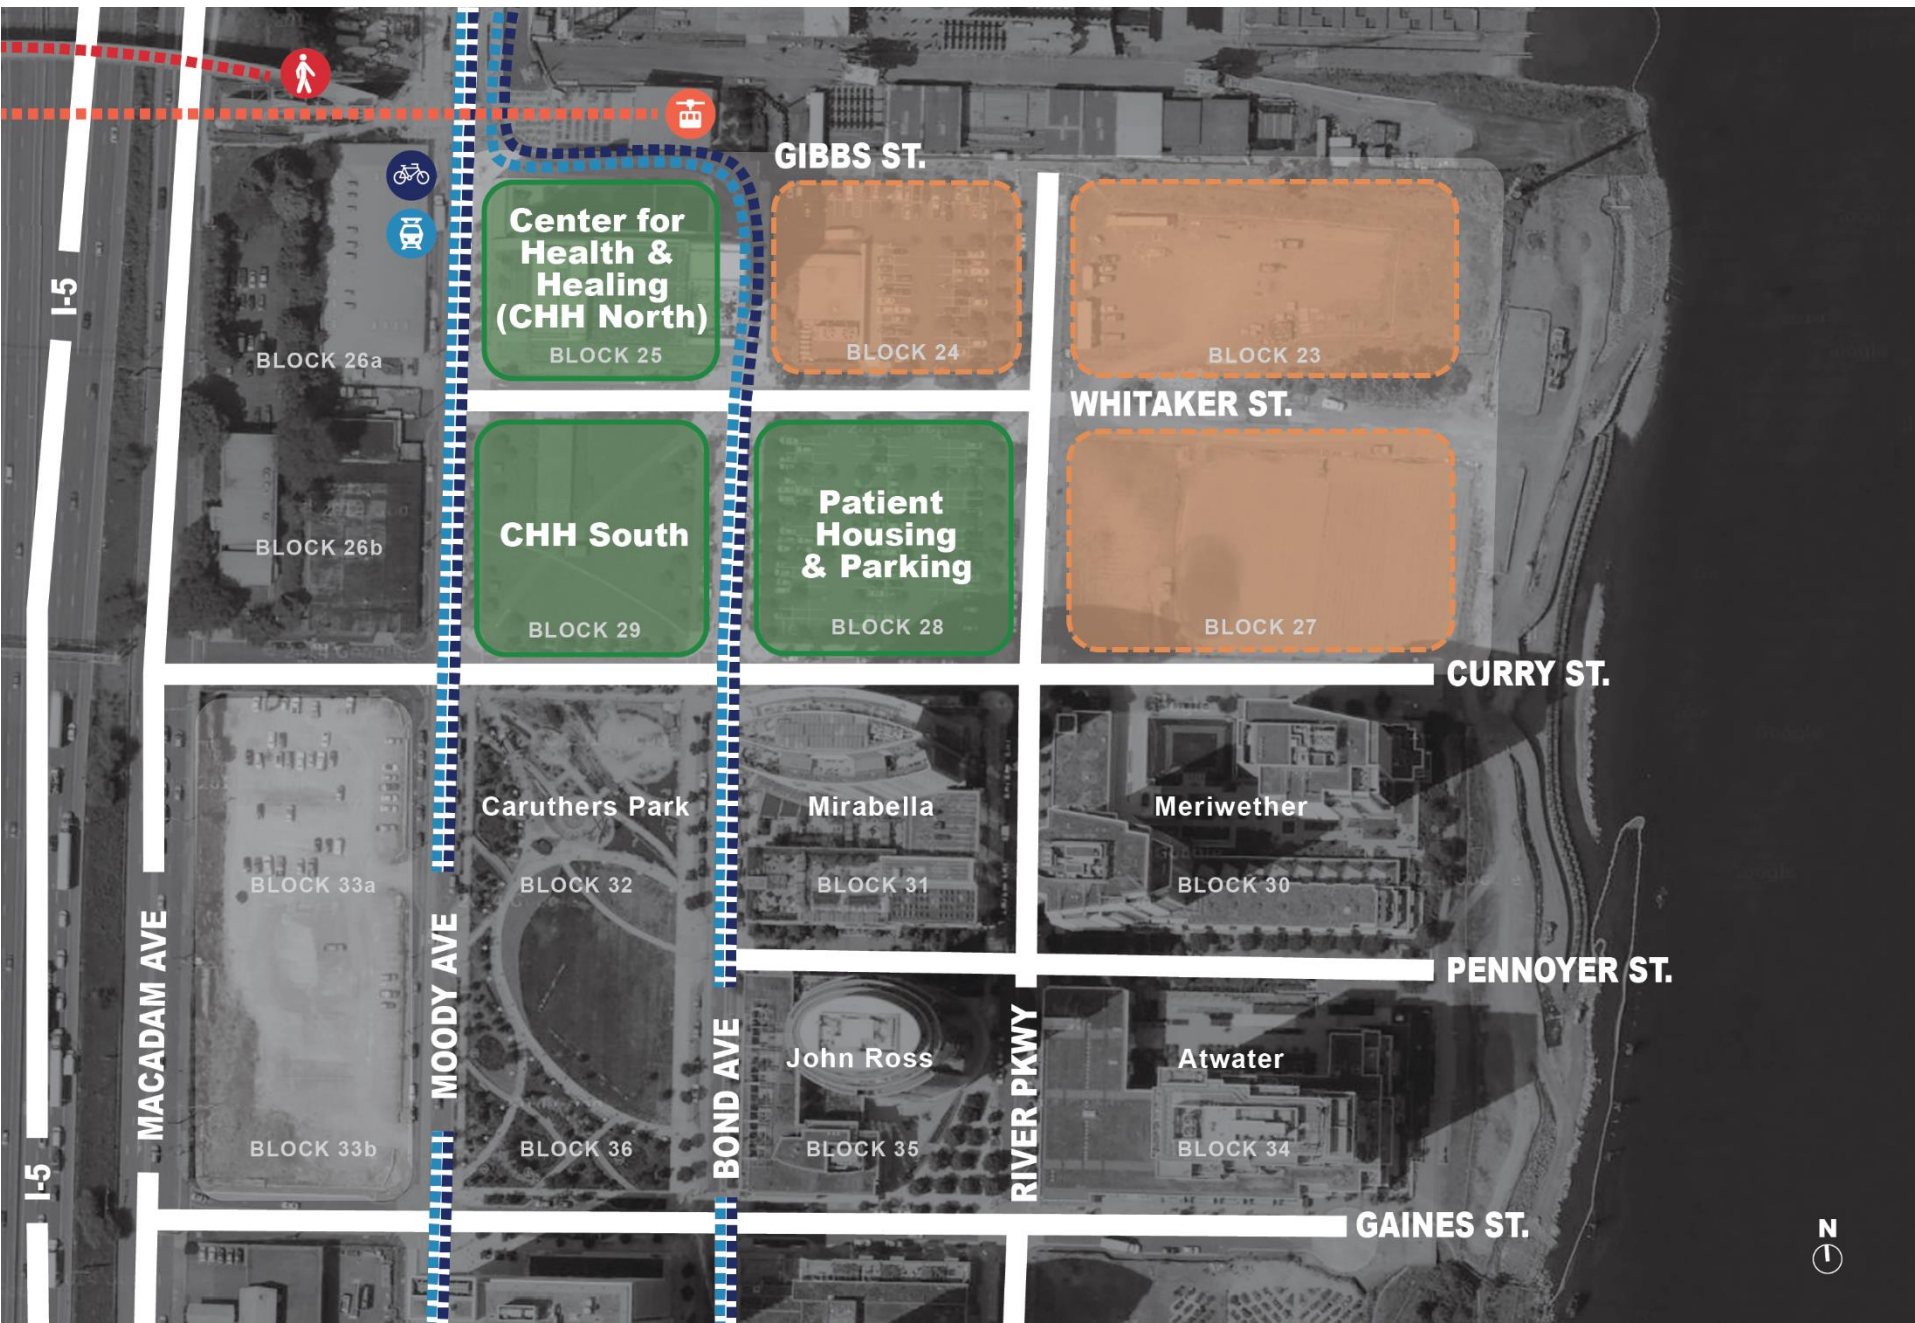 GIBBS ST.
I-5
Center for
Health &
Healing
(CHH North)
BLOCK 25
BLOCK 24
BLOCK 23
BLOCK 26a
WHITAKER ST.
CHH South
BLOCK 29
Patient
Housing
& Parking
BLOCK 28
BLOCK 27
BLOCK 26b
CURRY ST.
Caruthers Park
Mirabella
Meriwether
BLOCK 33a
BLOCK 32
BLOCK 31
BLOCK 30
MACADAM AVE
MOODY AVE
PENNOYER ST.
BOND AVE
RIVER PKWY
John Ross
Atwater
BLOCK 33b
BLOCK 36
BLOCK 35
BLOCK 34
I-5
GAINES ST.
N